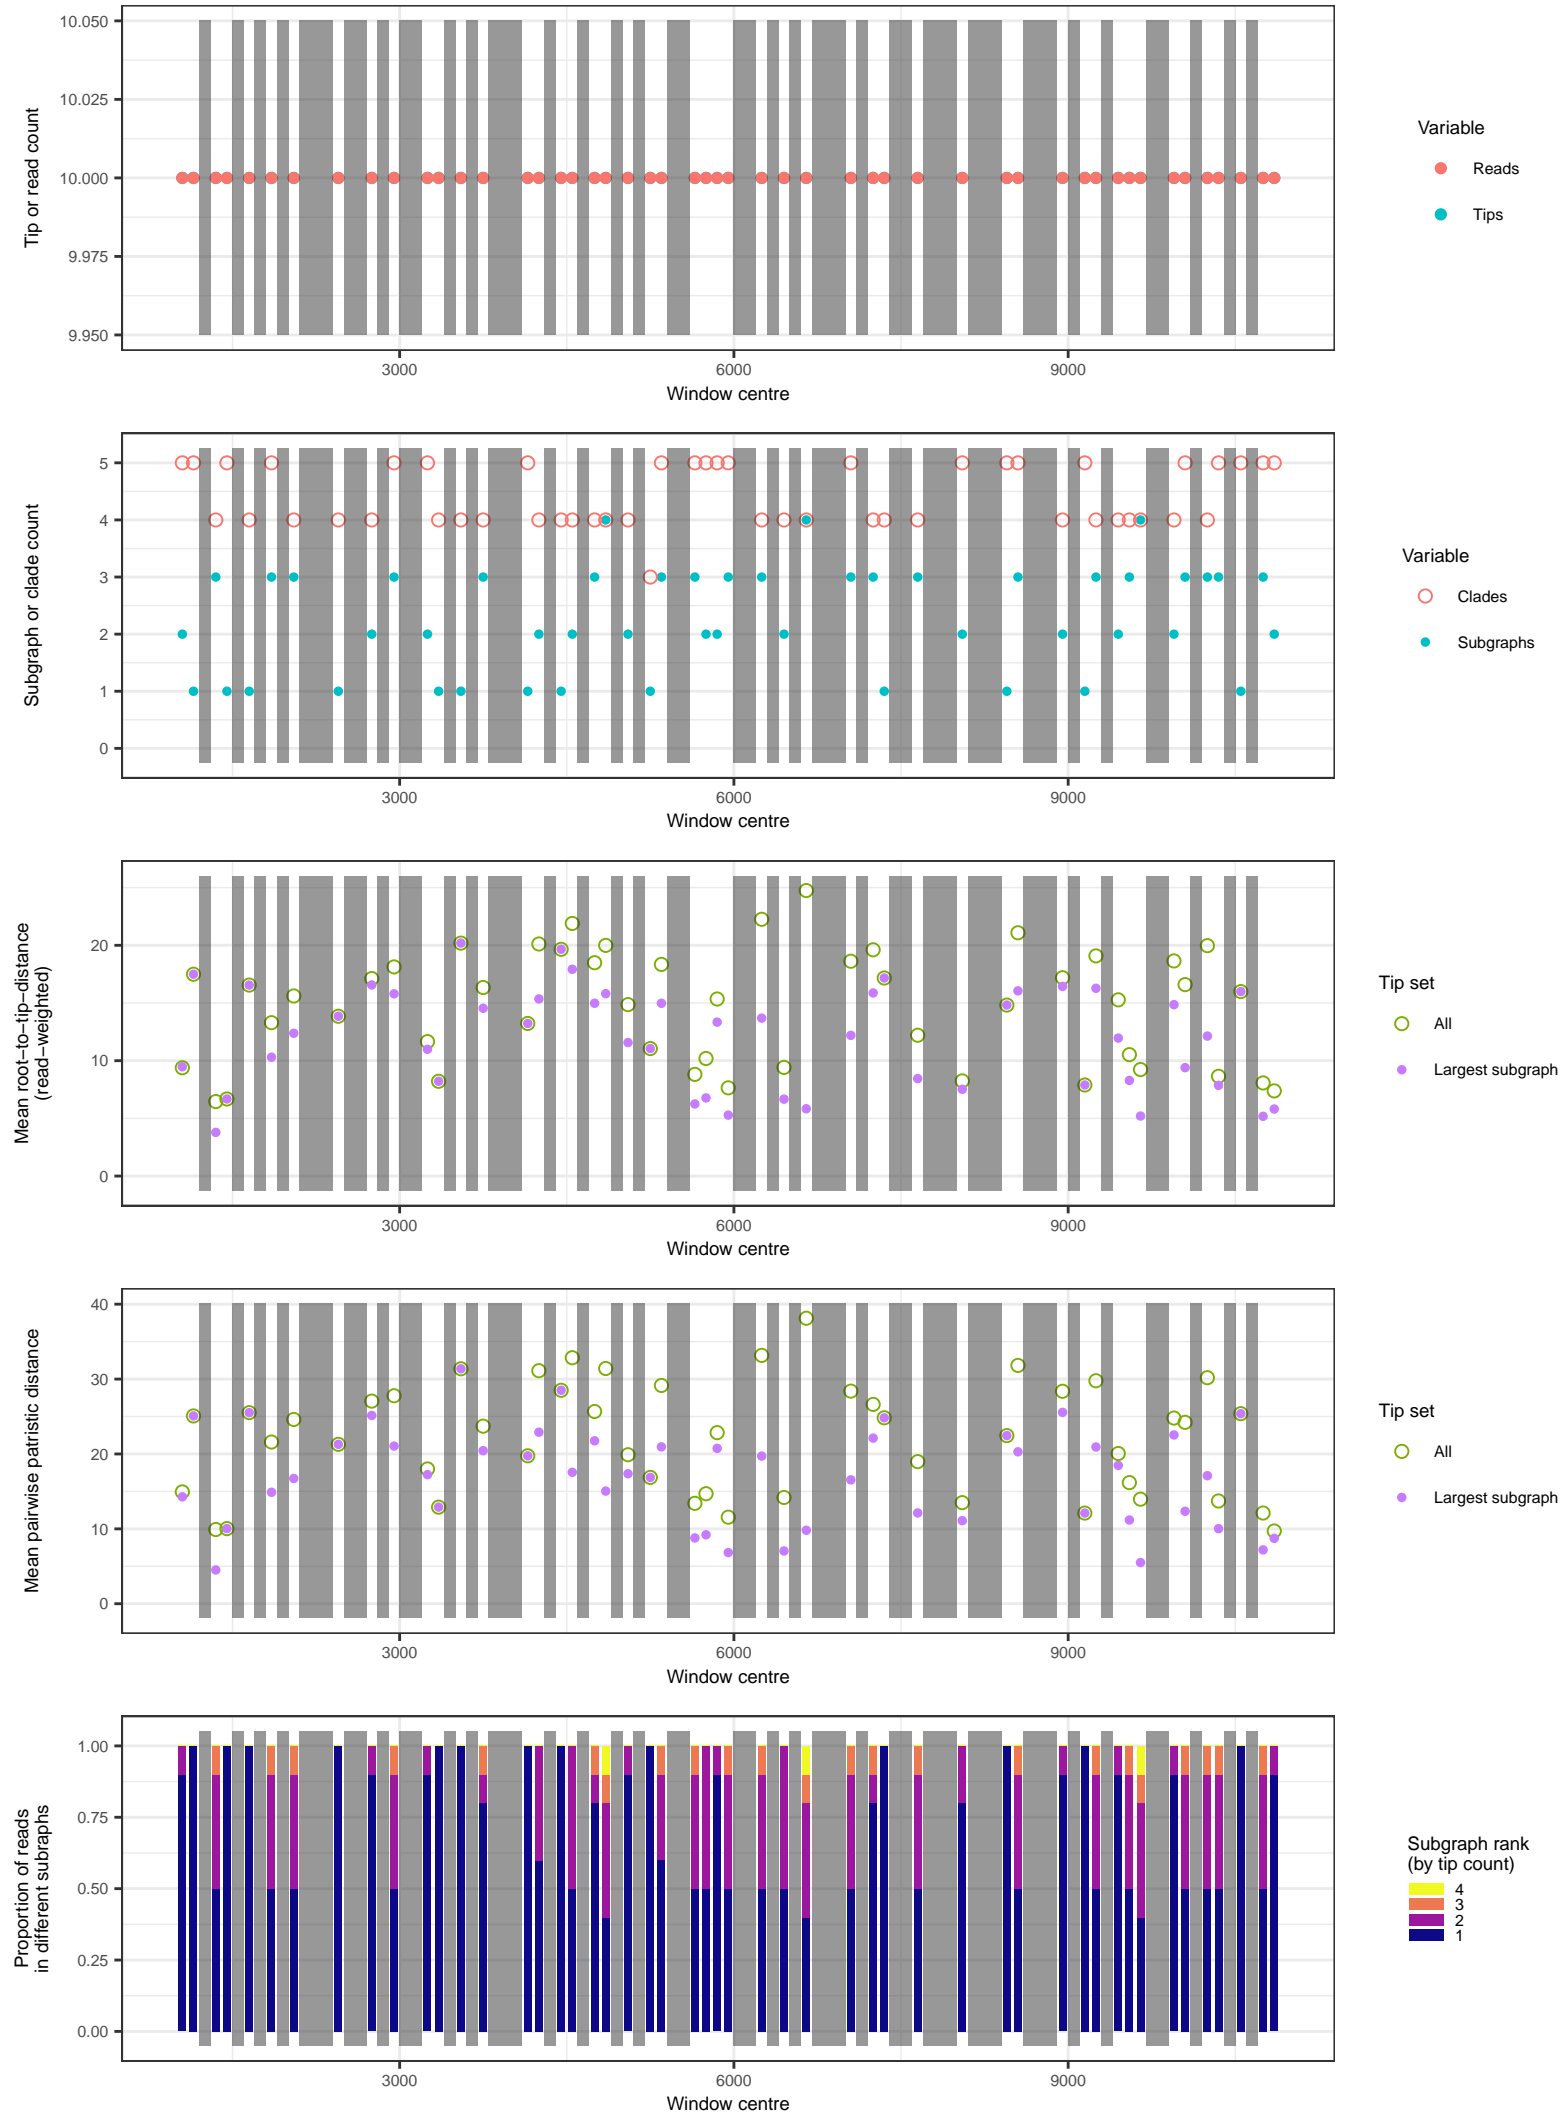 10.050
10.025
10.000
9.975
9.950
Tip or read count
3000
6000
9000
Window centre
Variable
Reads
Tips
5
4
3
2
1
0
Subgraph or clade count
3000
6000
9000
Window centre
Variable
Clades
Subgraphs
20
10
0
Mean root−to−tip−distance
(read−weighted)
3000
6000
9000
Window centre
Tip set
All
Largest subgraph
40
30
20
10
0
Mean pairwise patristic distance
3000
6000
9000
Window centre
Tip set
All
Largest subgraph
1.00
0.75
0.50
0.25
0.00
Proportion of reads
in different subraphs
3000
6000
9000
Window centre
Subgraph rank
(by tip count)
4
3
2
1